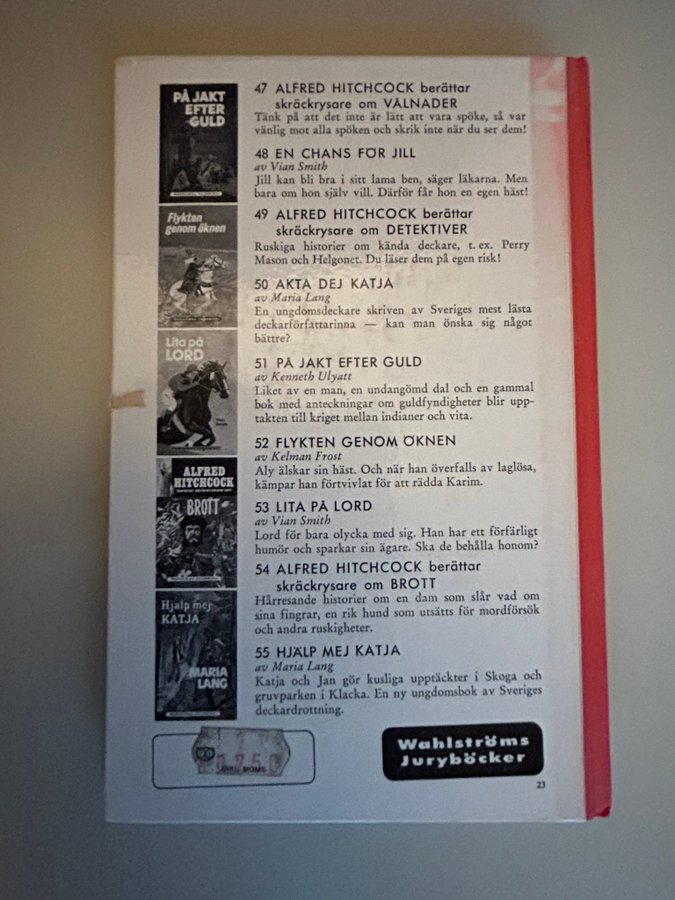 PÅ JAKT
EFTER
GULD
Flykten
genom öknen
Lita på
LORD
ALFRED
HITCHCOCK
BROTT
Hjälp mej
KATJA
MARIA
LANG
47 ALFRED HITCHCOCK berättar
skräckrysare om VÅLNADER
Tänk på att det inte är lätt att vara spöke, så var
vänlig mot alla spöken och skrik inte när du ser dem!
48 EN CHANS FÖR JILL
av Vian Smith
Jill kan bli bra i sitt lama ben, säger läkarna. Men
bara om hon själv vill. Därför får hon en egen häst!
49 ALFRED HITCHCOCK berättar
skräckrysare om DETEKTIVER
Ruskiga historier om kända deckare, t. ex. Perry
Mason och Helgonet. Du läser dem på egen risk!
50 AKTA DEJ KATJA
av Maria Lang
En ungdomsdeckare skriven av Sveriges mest lästa
deckarförfattarinna — kan man önska sig något
bättre?
51 PÅ JAKT EFTER GULD
av Kenneth Ulyatt
Liket av en man, en undangömd dal och en gammal
bok med anteckningar om guldfyndigheter blir upp-
takten till kriget mellan indianer och vita.
52 FLYKTEN GENOM ÖKNEN
av Kelman Frost
Aly älskar sin häst. Och när han överfalls av laglösa,
kämpar han förtvivlat för att rädda Karim.
53 LITA PÅ LORD
av Vian Smith
Lord för bara olycka med sig. Han har ett förfärligt
humör och sparkar sin ägare. Ska de behålla honom?
54 ALFRED HITCHCOCK berättar
skräckrysare om BROTT
Hårresande historier om en dam som slår vad om
sina fingrar, en rik hund som utsätts för mordförsök
och andra ruskigheter.
55 HJÄLP MEJ KATJA
av Maria Lang
Katja och Jan gör kusliga upptäckter i Skoga och
gruvparken i Klacka. En ny ungdomsbok av Sveriges
deckardrottning.
INKL MOMS
Wahlströms
Juryböcker
23